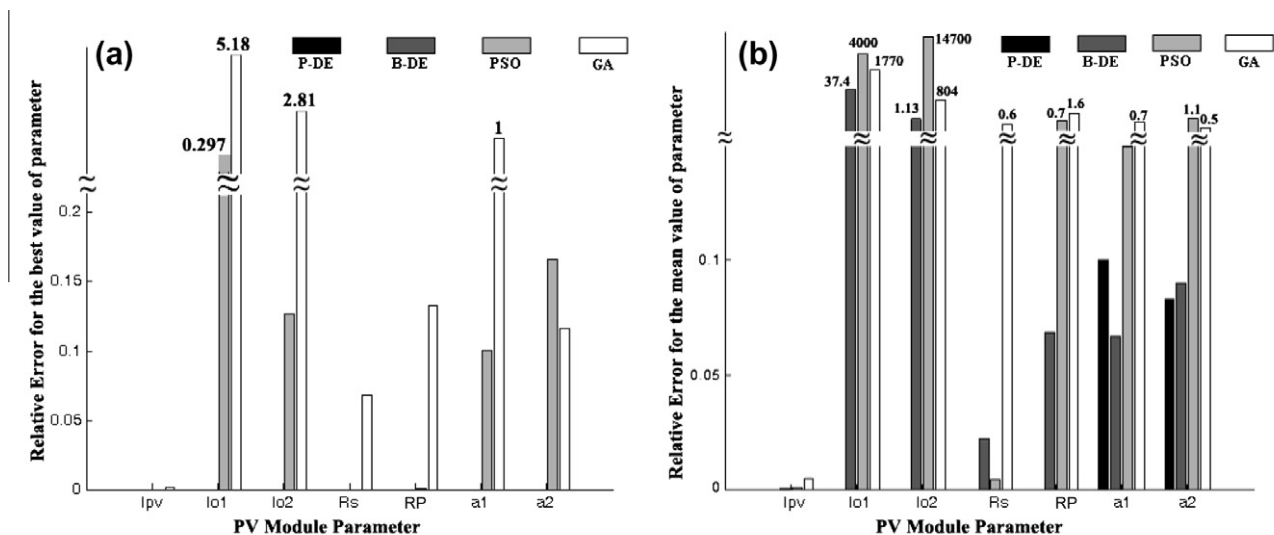 (a)
5.18
P-DE B-DE PSO GA
2.81
1
0.297
Relative Error for the best value of parameter
0.2
0.15
0.1
0.05
0
Ipv Io1 Io2 Rs RP a1 a2
PV Module Parameter
(b)
4000 14700
P-DE B-DE PSO GA
37.4 1770
1.13 804
0.6 0.7 1.6 0.7 1.1 0.5
Relative Error for the mean value of parameter
0.1
0.05
0
Ipv Io1 Io2 Rs RP a1 a2
PV Module Parameter